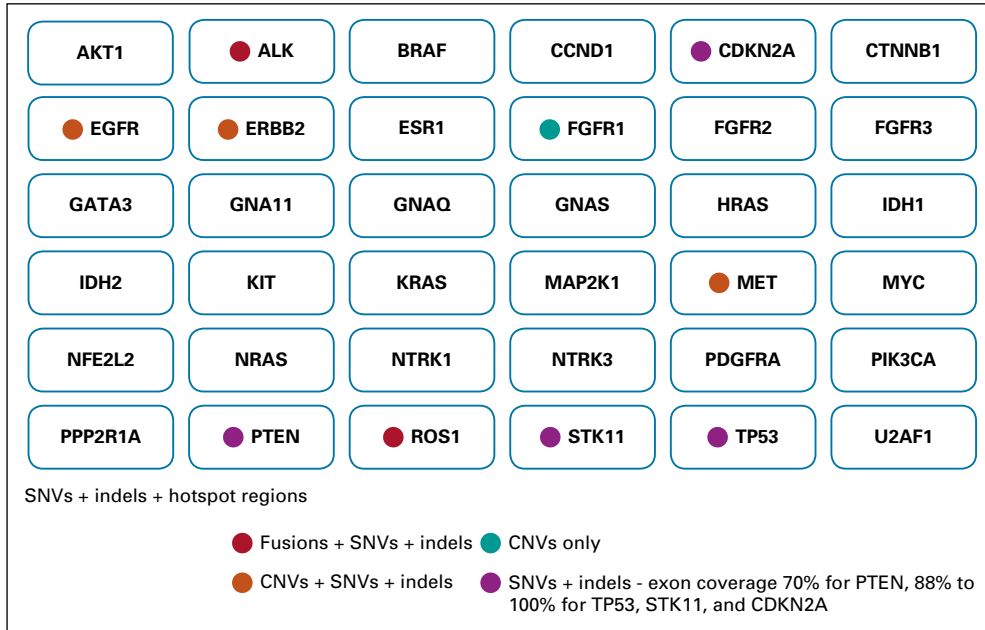 AKT1
ALK
BRAF
CCND1
CDKN2A
CTNNB1
EGFR
ERBB2
ESR1
FGFR1
FGFR2
FGFR3
GATA3
GNA11
GNAQ
GNAS
HRAS
IDH1
IDH2
KIT
KRAS
MAP2K1
MET
MYC
NFE2L2
NRAS
NTRK1
NTRK3
PDGFRA
PIK3CA
PPP2R1A
PTEN
ROS1
STK11
TP53
U2AF1
SNVs + indels + hotspot regions
Fusions + SNVs + indels
CNVs only
CNVs + SNVs + indels
SNVs + indels - exon coverage 70% for PTEN, 88% to
100% for TP53, STK11, and CDKN2A